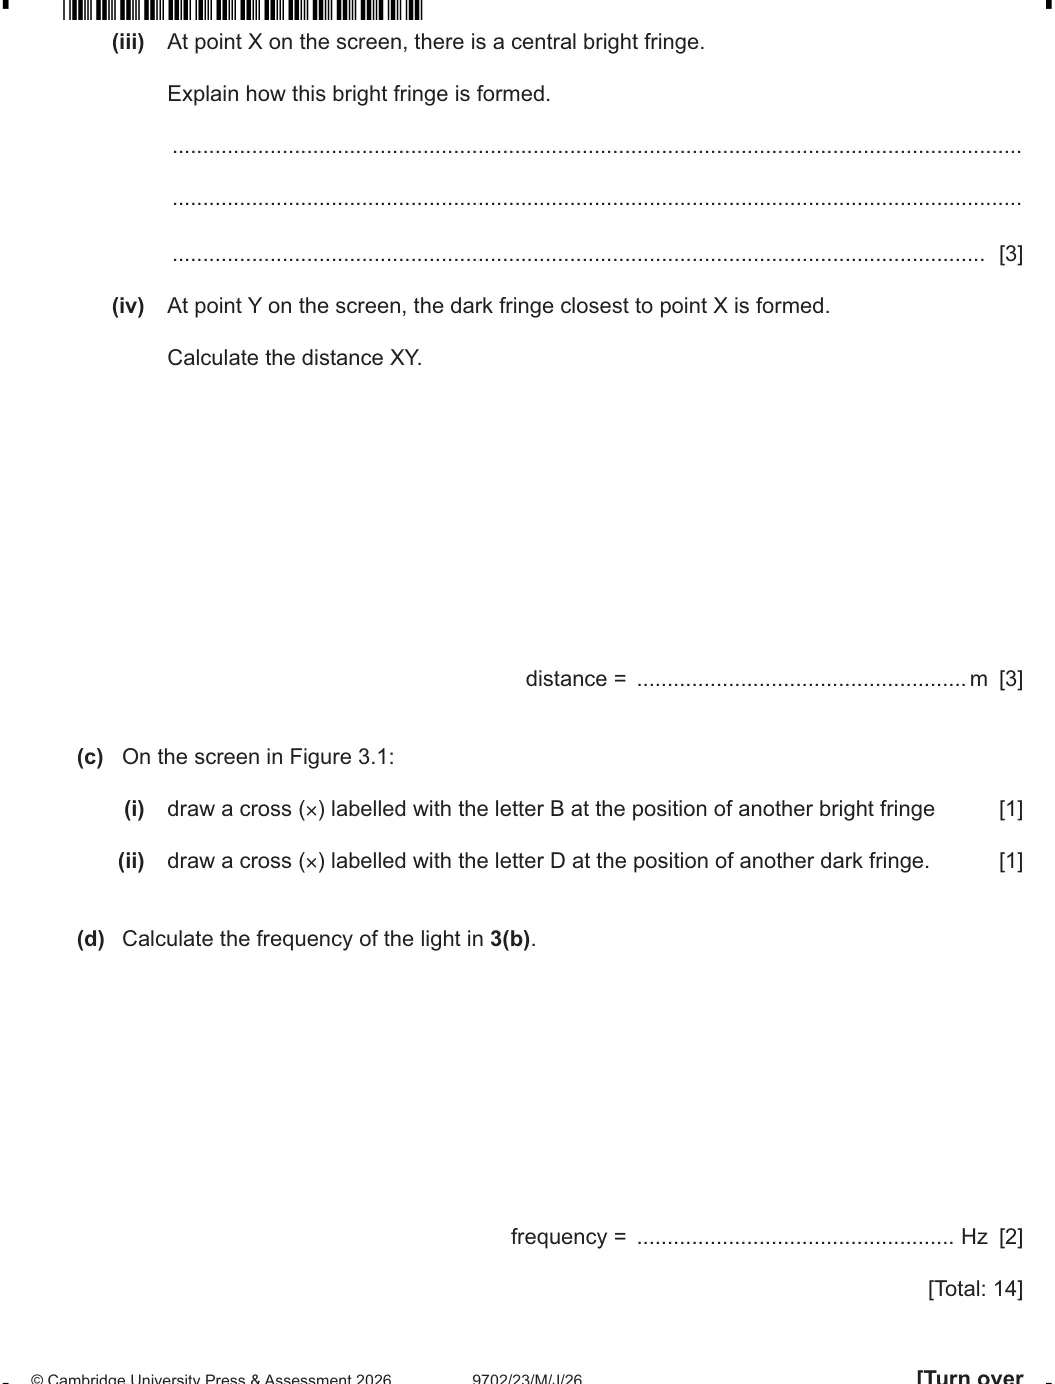 (iii) At point X on the screen, there is a central bright fringe.
Explain how this bright fringe is formed.
..........................................................................................................................................
..........................................................................................................................................
.................................................................................................................................... [3]
(iv) At point Y on the screen, the dark fringe closest to point X is formed.
Calculate the distance XY.
distance = ...................................................... m [3]
(c) On the screen in Figure 3.1:
(i) draw a cross (×) labelled with the letter B at the position of another bright fringe [1]
(ii) draw a cross (×) labelled with the letter D at the position of another dark fringe. [1]
(d) Calculate the frequency of the light in 3(b).
frequency = .................................................... Hz [2]
[Total: 14]
© Cambridge University Press & Assessment 2026 9702/23/M/J/26 [Turn over